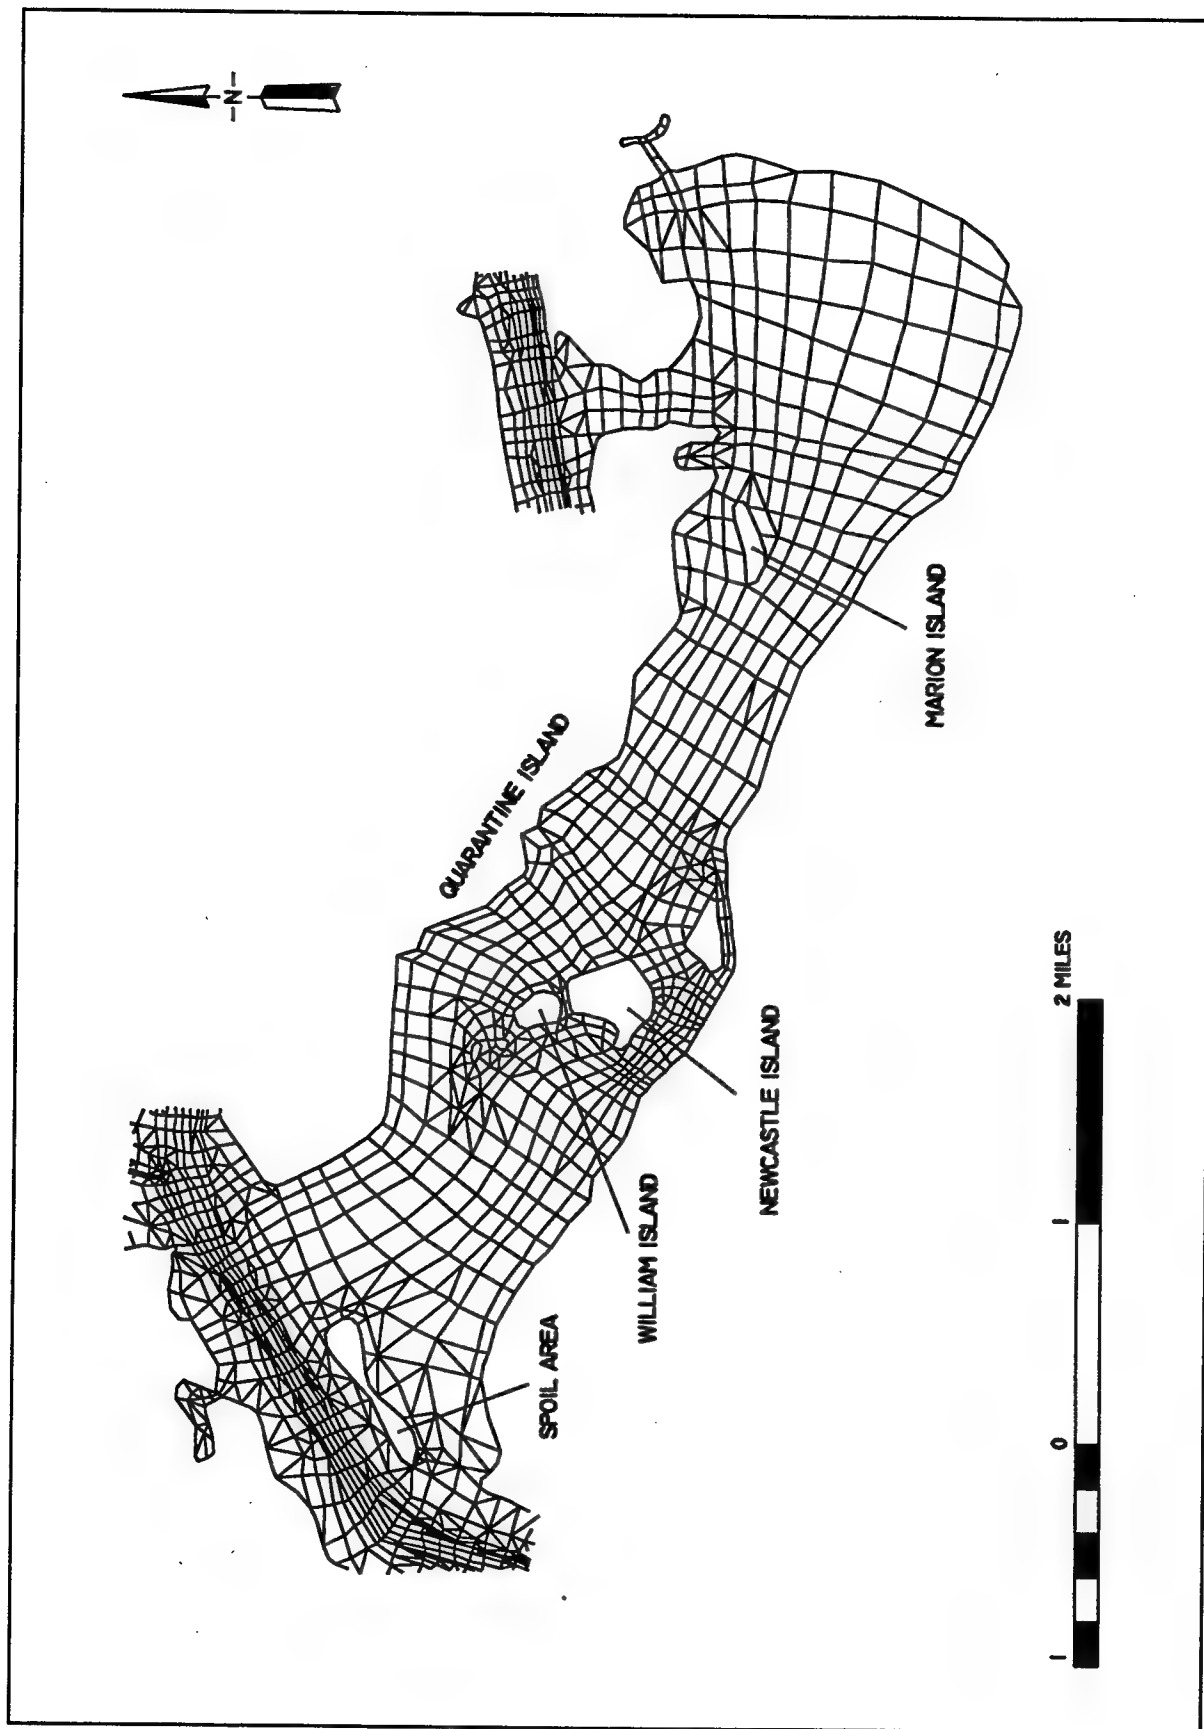 -N-
QUARANTINE ISLAND
MARION ISLAND
NEWCASTLE ISLAND
WILLIAM ISLAND
SPOIL AREA
1 0 1 2 MILES